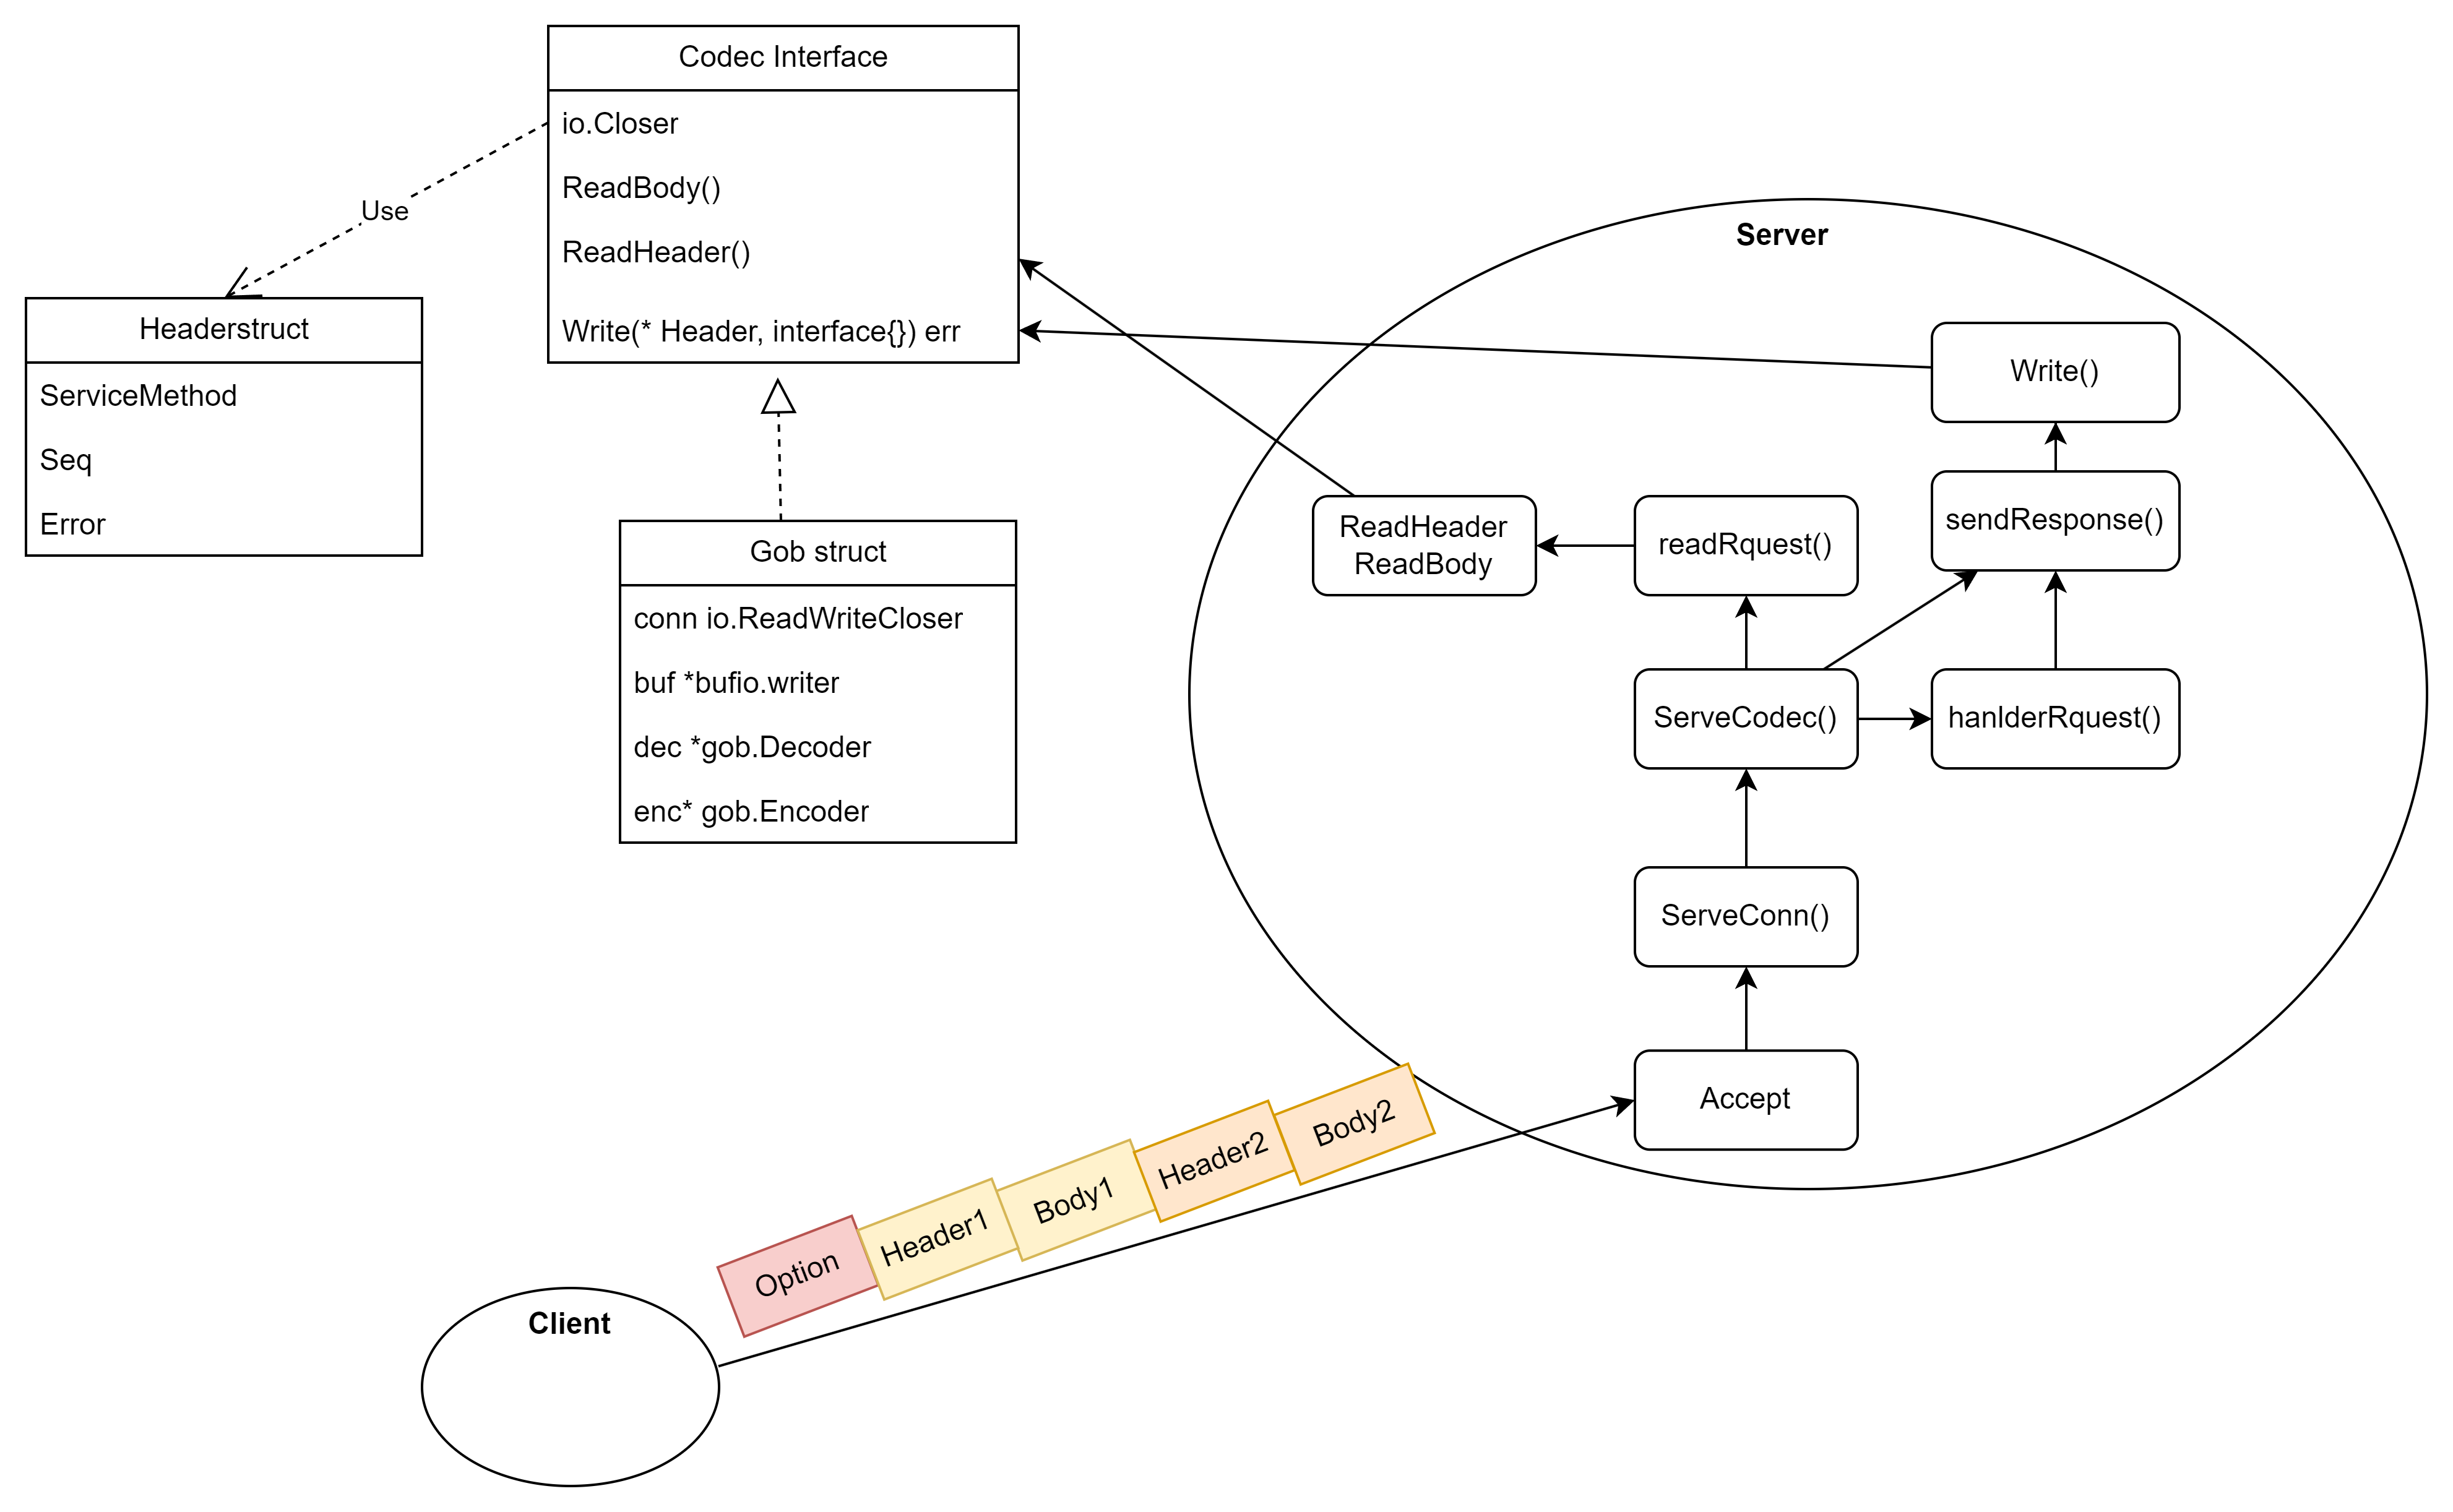 Codec Interface
io.Closer
ReadBody()
ReadHeader()
Write(* Header, interface{}) err
Use
Headerstruct
ServiceMethod
Seq
Error
Gob struct
conn io.ReadWriteCloser
buf *bufio.writer
dec *gob.Decoder
enc* gob.Encoder
Server
Write()
sendResponse()
ReadHeader
ReadBody
readRquest()
ServeCodec()
hanlderRquest()
ServeConn()
Accept
Option
Header1
Body1
Header2
Body2
Client